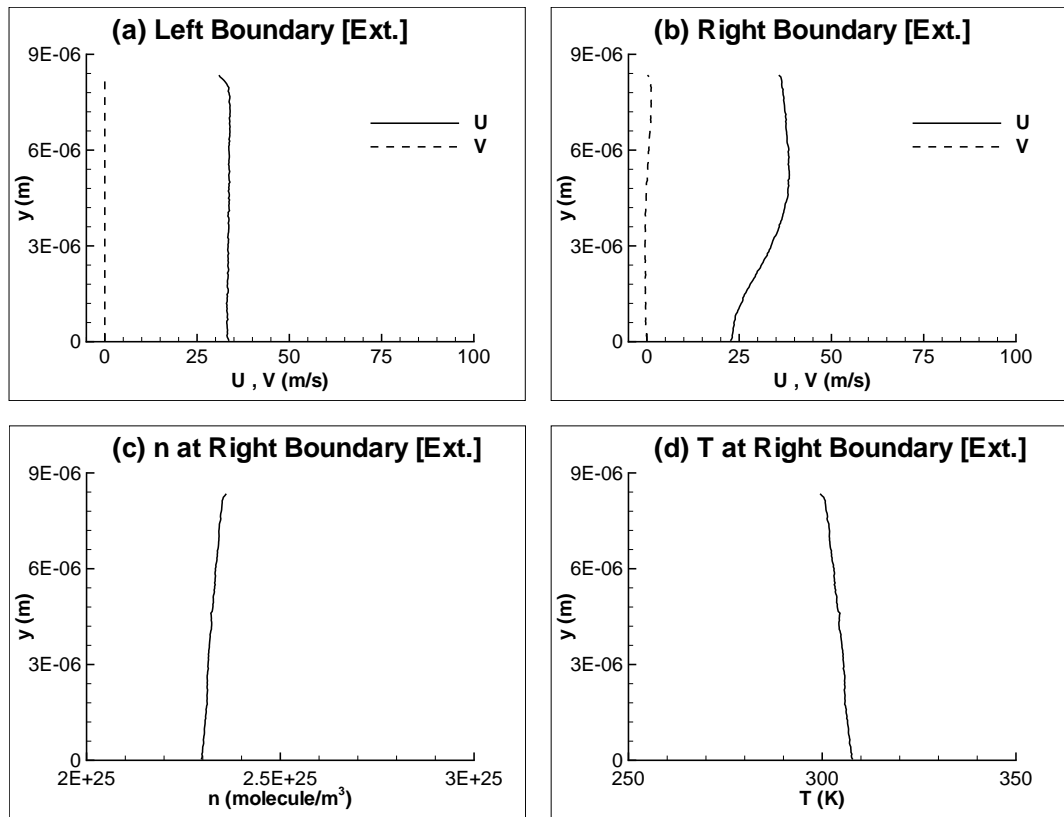 (a) Left Boundary [Ext.]
9E-06
6E-06
3E-06
0
y (m)
0 25 50 75 100
U , V (m/s)
U
V
(b) Right Boundary [Ext.]
9E-06
6E-06
3E-06
0
y (m)
0 25 50 75 100
U , V (m/s)
U
V
(c) n at Right Boundary [Ext.]
9E-06
6E-06
3E-06
0
y (m)
2E+25 2.5E+25 3E+25
n (molecule/m³)
(d) T at Right Boundary [Ext.]
9E-06
6E-06
3E-06
0
y (m)
250 300 350
T (K)